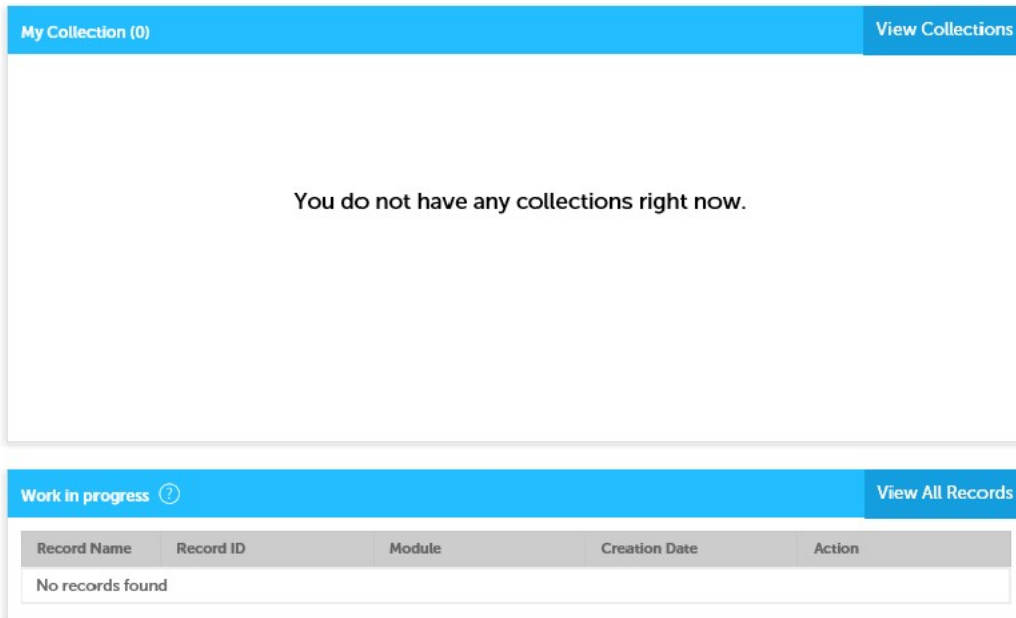 My Collection (0) View Collections
You do not have any collections right now.
Work in progress ? View All Records
Record Name Record ID Module Creation Date Action
No records found